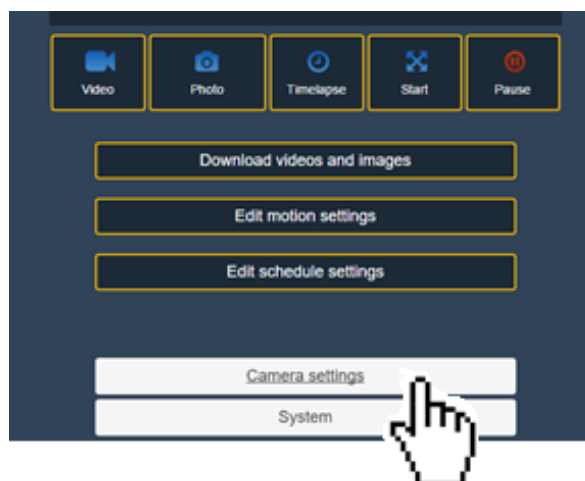 Video Photo Timelapse Start Pause
Download videos and images
Edit motion settings
Edit schedule settings
Camera settings
System